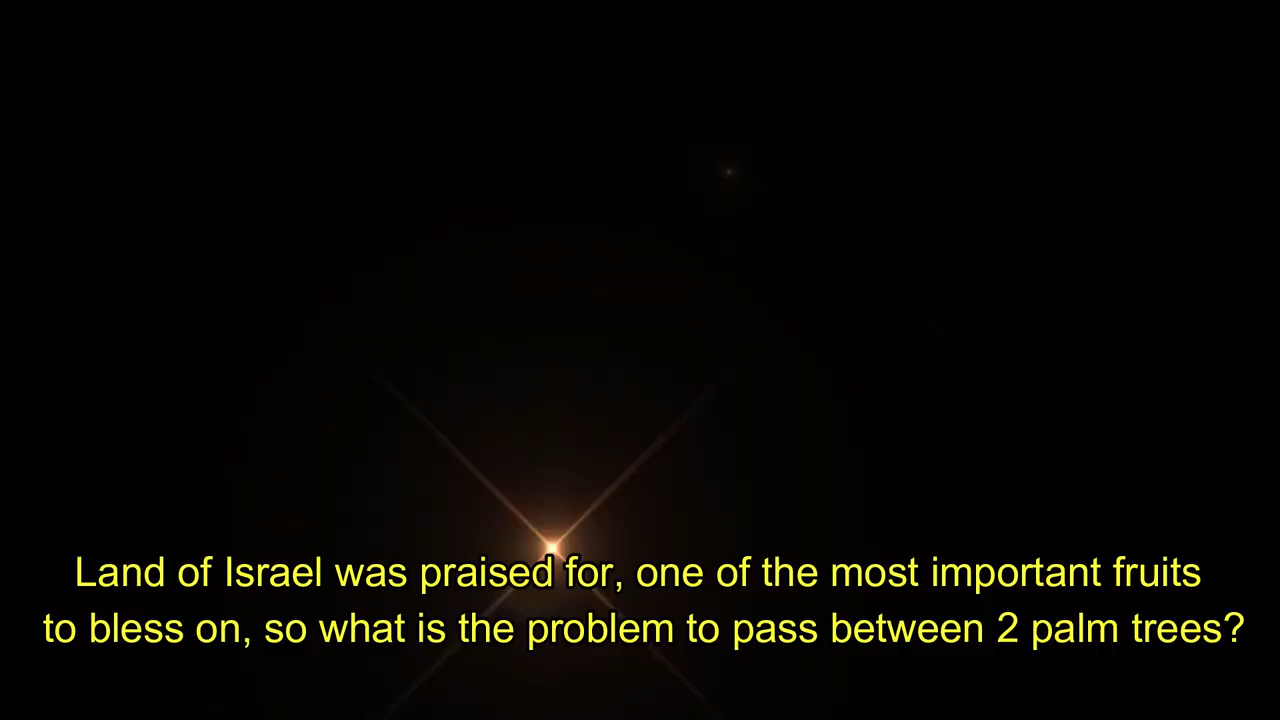 Land of Israel was praised for, one of the most important fruits
to bless on, so what is the problem to pass between 2 palm trees?